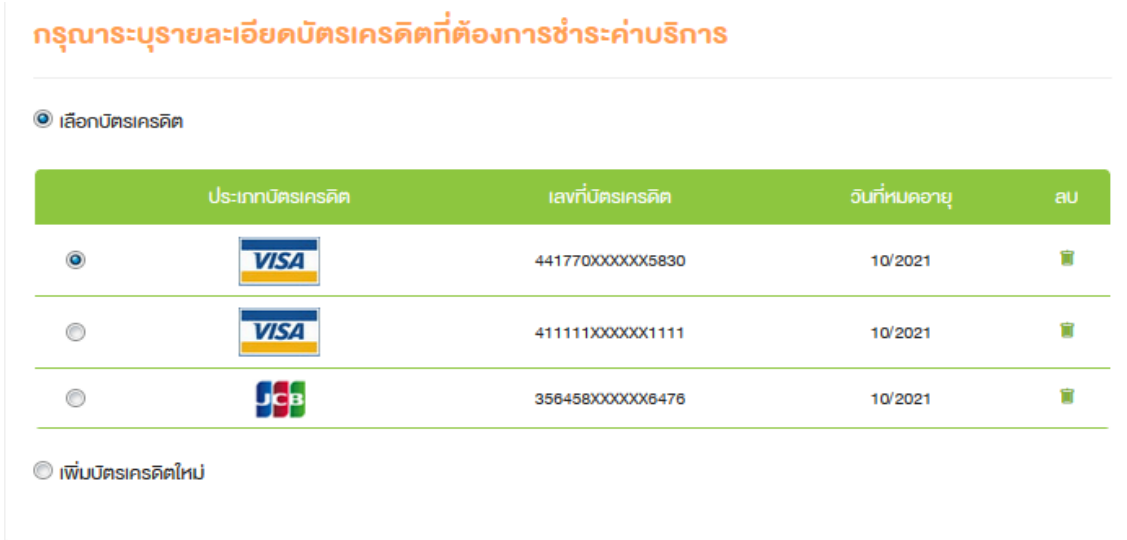 กรุณาระบุรายละเอียดบัตรเครดิตที่ต้องการชำระค่าบริการ
เลือกบัตรเครดิต
ประเภทบัตรเครดิต เลขที่บัตรเครดิต วันที่หมดอายุ ลบ
VISA 441770XXXXXX5830 10/2021
VISA 411111XXXXXX1111 10/2021
JCB 356458XXXXXX6476 10/2021
เพิ่มบัตรเครดิตใหม่